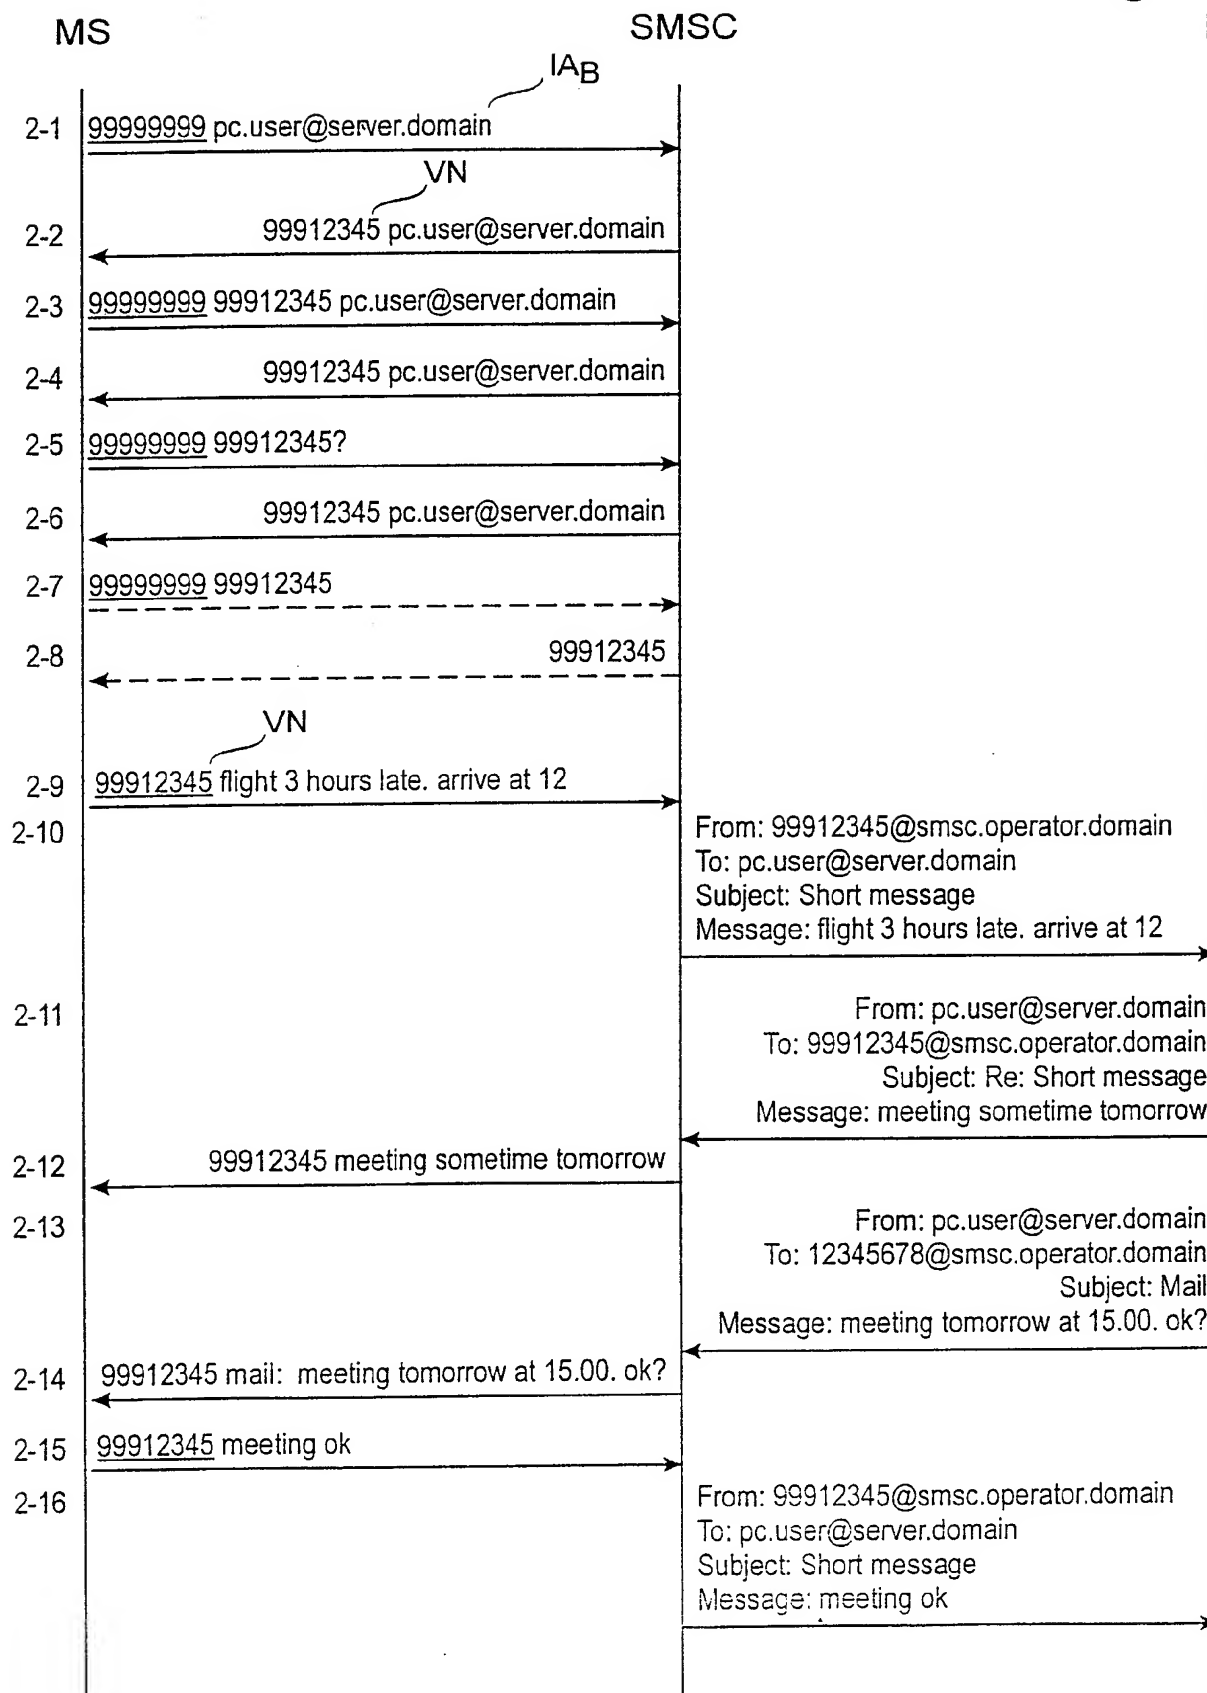 MS SMSC
IAB
2-1 99999999 pc.user@server.domain
VN
2-2 99912345 pc.user@server.domain
2-3 99999999 99912345 pc.user@server.domain
2-4 99912345 pc.user@server.domain
2-5 99999999 99912345?
2-6 99912345 pc.user@server.domain
2-7 99999999 99912345
2-8 99912345
VN
2-9 99912345 flight 3 hours late. arrive at 12
2-10 From: 99912345@smsc.operator.domain
To: pc.user@server.domain
Subject: Short message
Message: flight 3 hours late. arrive at 12
2-11 From: pc.user@server.domain
To: 99912345@smsc.operator.domain
Subject: Re: Short message
Message: meeting sometime tomorrow
2-12 99912345 meeting sometime tomorrow
2-13 From: pc.user@server.domain
To: 12345678@smsc.operator.domain
Subject: Mail
Message: meeting tomorrow at 15.00. ok?
2-14 99912345 mail: meeting tomorrow at 15.00. ok?
2-15 99912345 meeting ok
2-16 From: 99912345@smsc.operator.domain
To: pc.user@server.domain
Subject: Short message
Message: meeting ok